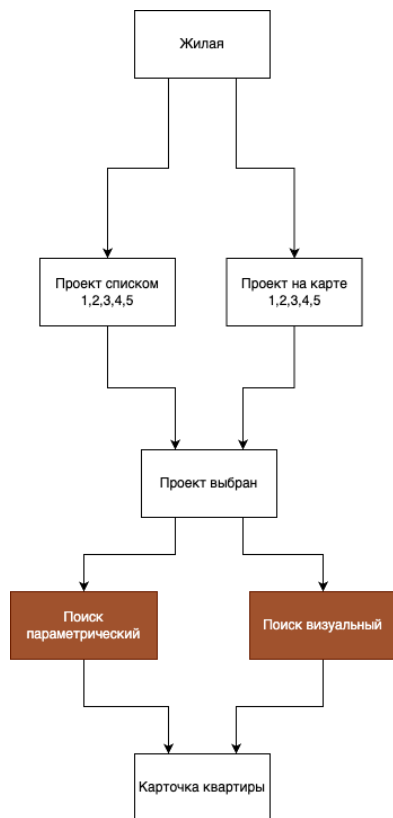 Жилая
Проект списком
1,2,3,4,5
Проект на карте
1,2,3,4,5
Проект выбран
Поиск
параметрический
Поиск визуальный
Карточка квартиры